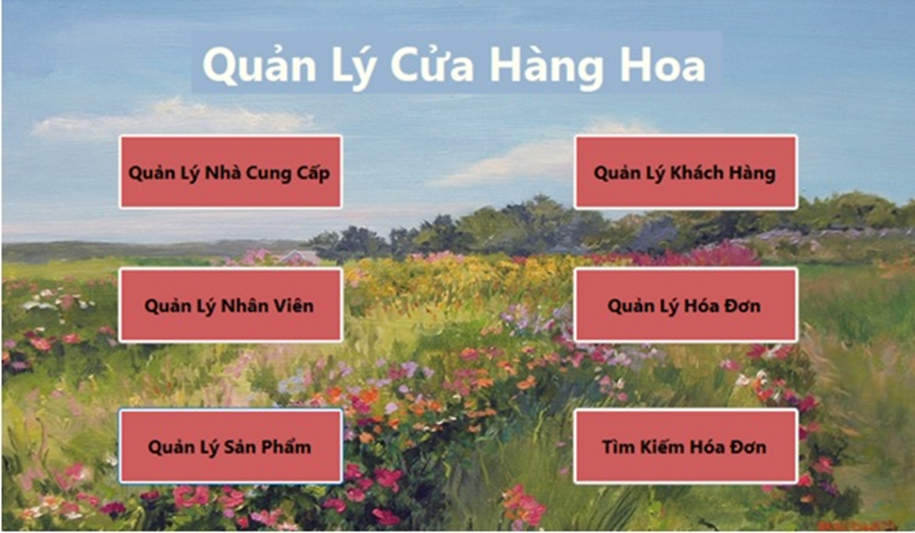 Quản Lý Cửa Hàng Hoa
Quản Lý Nhà Cung Cấp
Quản Lý Khách Hàng
Quản Lý Nhân Viên
Quản Lý Hóa Đơn
Quản Lý Sản Phẩm
Tìm Kiếm Hóa Đơn